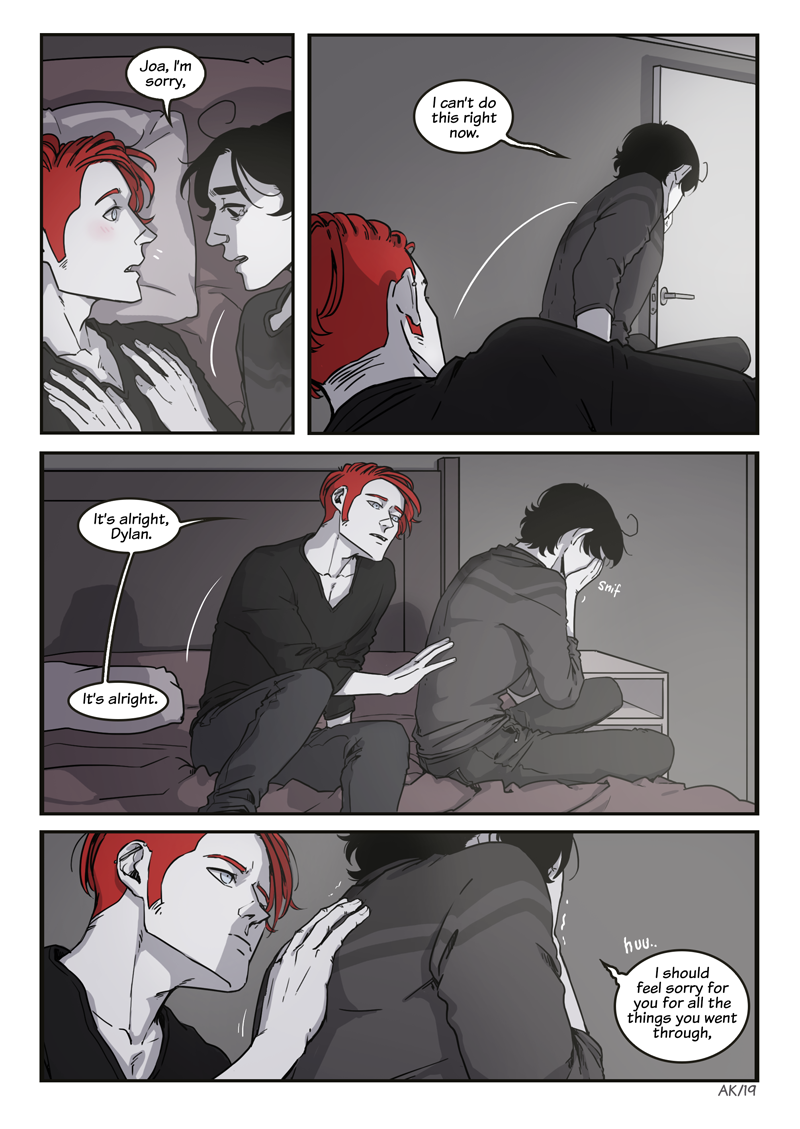 Joa, I'm
sorry,
I can't do
this right
now.
It's alright,
Dylan.
snif
It's alright.
huu..
I should
feel sorry for
you for all the
things you went
through,
AK/19